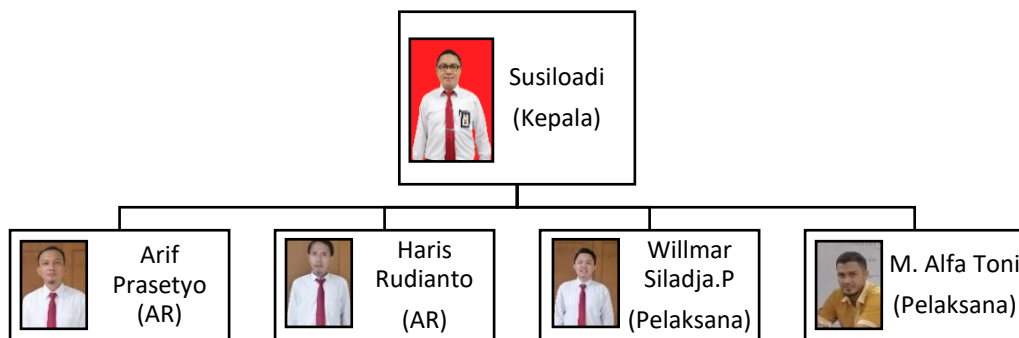 Susiloadi
(Kepala)
Arif
Prasetyo
(AR)
Haris
Rudianto
(AR)
Willmar
Siladja.P
(Pelaksana)
M. Alfa Toni
(Pelaksana)